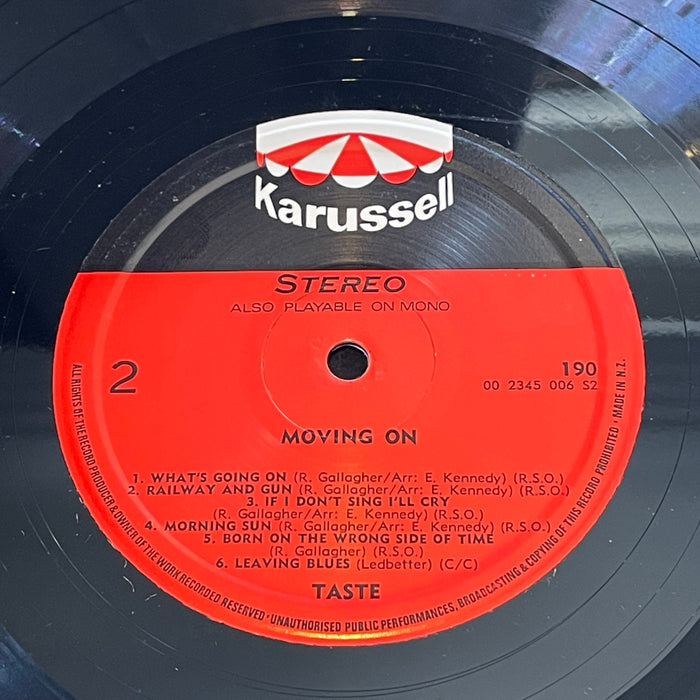 Karussell
STEREO
ALSO PLAYABLE ON MONO
2
190
00 2345 006 S2
MOVING ON
1. WHAT'S GOING ON (R. Gallagher/Arr: E. Kennedy) (R.S.O.)
2. RAILWAY AND GUN (R. Gallagher/Arr: E. Kennedy) (R.S.O.)
3. IF I DON'T SING I'LL CRY
(R. Gallagher/Arr: E. Kennedy) (R.S.O.)
4. MORNING SUN (R. Gallagher/Arr: E. Kennedy) (R.S.O.)
5. BORN ON THE WRONG SIDE OF TIME
(R. Gallagher) (R.S.O.)
6. LEAVING BLUES (Ledbetter) (C/C)
TASTE
ALL RIGHTS OF THE RECORD PRODUCER & OWNER OF THE WORK RECORDED RESERVED · UNAUTHORISED PUBLIC PERFORMANCES, BROADCASTING & COPYING OF THIS RECORD PROHIBITED · MADE IN N.Z.